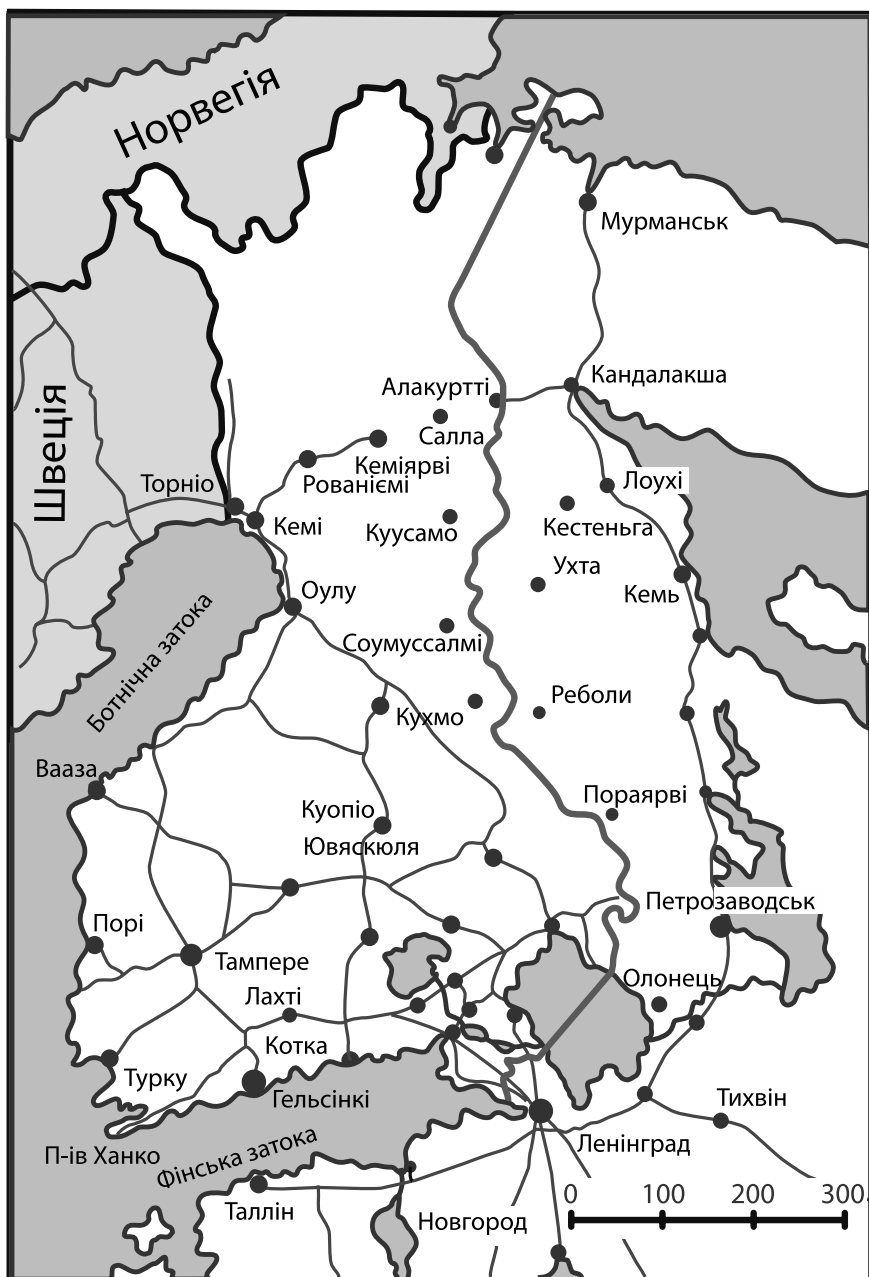 Норвегія
Мурманськ
Швеція
Алакуртті
Кандалакша
Салла
Кеміярві
Рованіємі
Торніо
Лоухі
Кемі
Куусамо
Кестеньга
Ухта
Оулу
Кемь
Ботнічна затока
Соумуссалмі
Реболи
Кухмо
Вааза
Пораярві
Куопіо
Ювяскюля
Петрозаводськ
Порі
Тампере
Олонець
Лахті
Котка
Турку
Гельсінкі
Тихвін
П-ів Ханко
Фінська затока
Ленінград
Таллін
Новгород
0 100 200 300